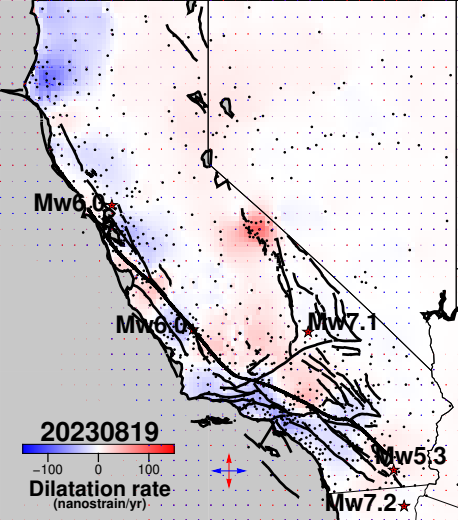 Mw6.0
Mw6.0
Mw7.1
20230819
−100 0 100
Dilatation rate
(nanostrain/yr)
Mw5.3
Mw7.2